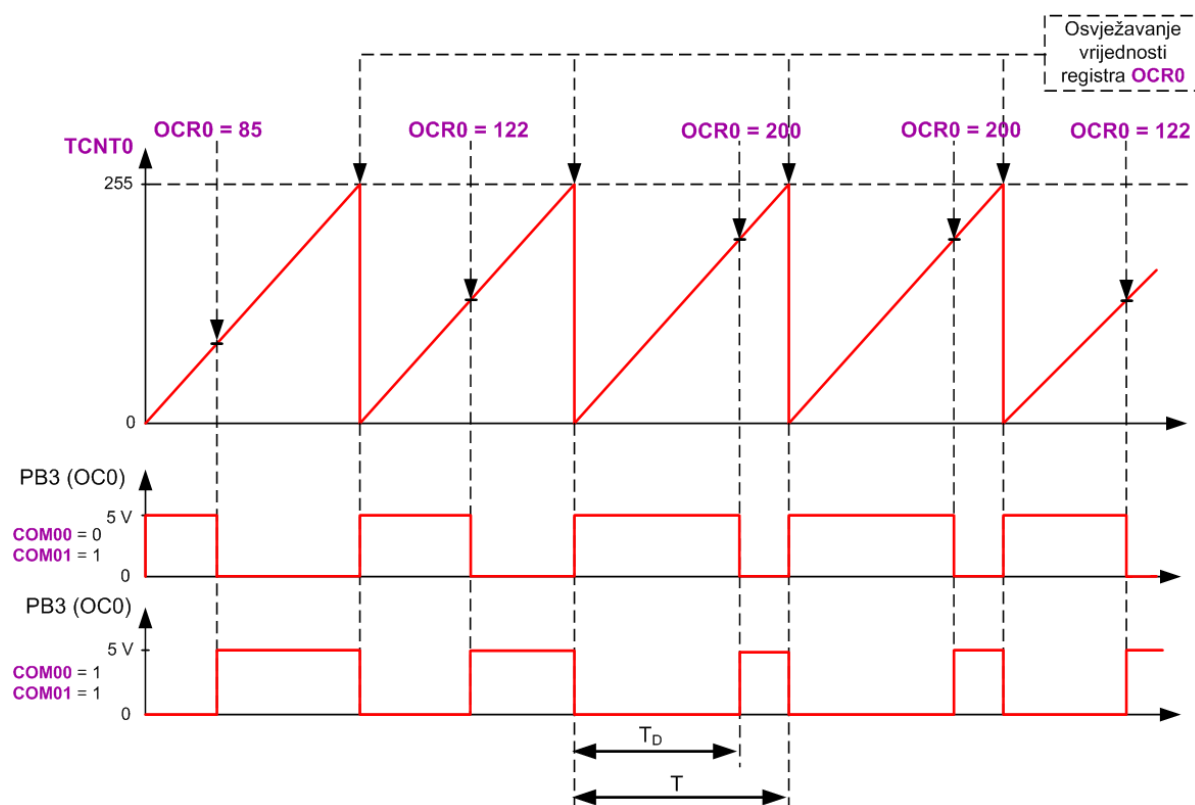 Osvježavanje
vrijednosti
registra OCR0
OCR0 = 85
OCR0 = 122
OCR0 = 200
OCR0 = 200
OCR0 = 122
TCNT0
255
0
PB3 (OC0)
5 V
COM00 = 0
COM01 = 1
0
PB3 (OC0)
5 V
COM00 = 1
COM01 = 1
0
TD
T